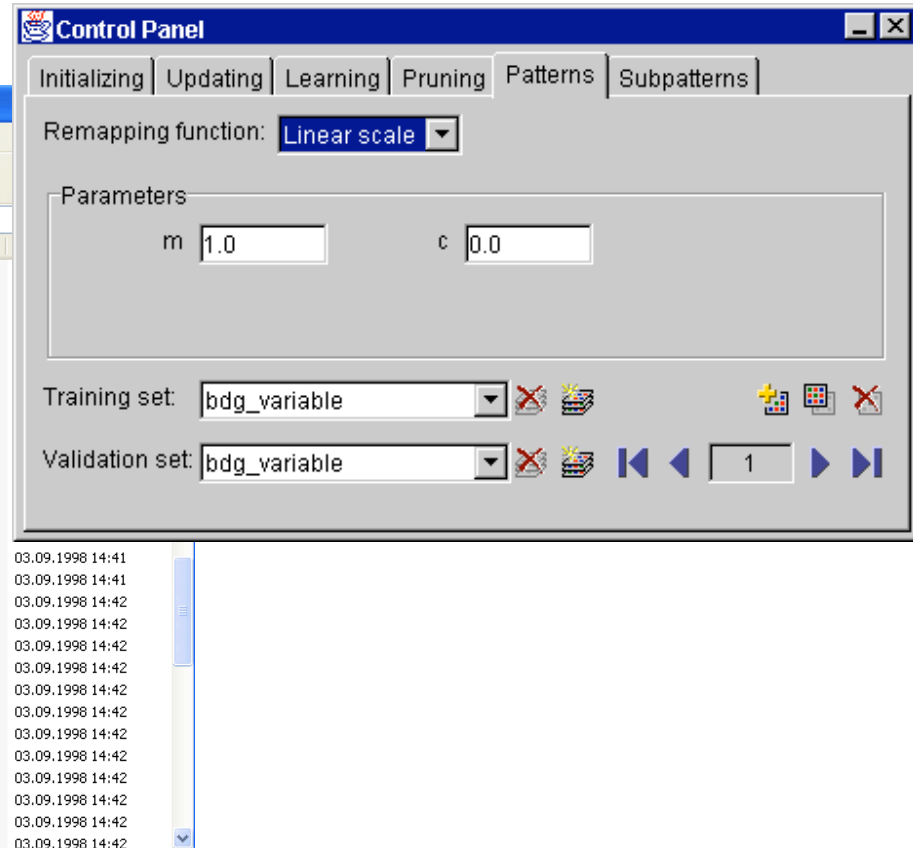 Control Panel
Initializing Updating Learning Pruning Patterns Subpatterns
Remapping function: Linear scale
Parameters
m 1.0 c 0.0
Training set: bdg_variable
Validation set: bdg_variable 1
03.09.1998 14:41
03.09.1998 14:41
03.09.1998 14:42
03.09.1998 14:42
03.09.1998 14:42
03.09.1998 14:42
03.09.1998 14:42
03.09.1998 14:42
03.09.1998 14:42
03.09.1998 14:42
03.09.1998 14:42
03.09.1998 14:42
03.09.1998 14:42
03.09.1998 14:42